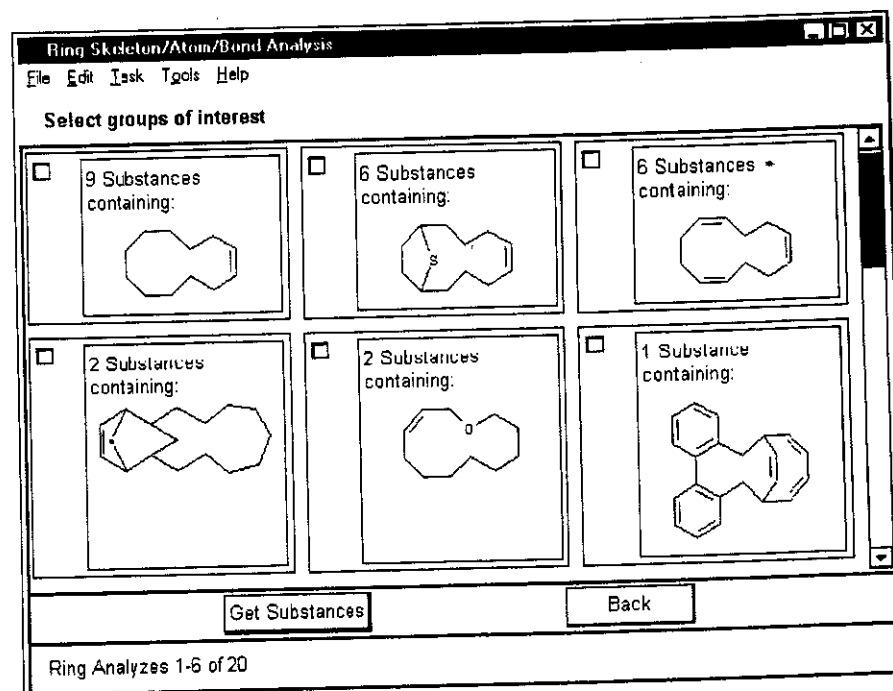 Ring Skeleton/Atom/Bond Analysis
File Edit Task Tools Help
Select groups of interest
9 Substances
containing:
6 Substances
containing:
S
6 Substances
containing:
2 Substances
containing:
2 Substances
containing:
O
1 Substance
containing:
Get Substances
Back
Ring Analyzes 1-6 of 20